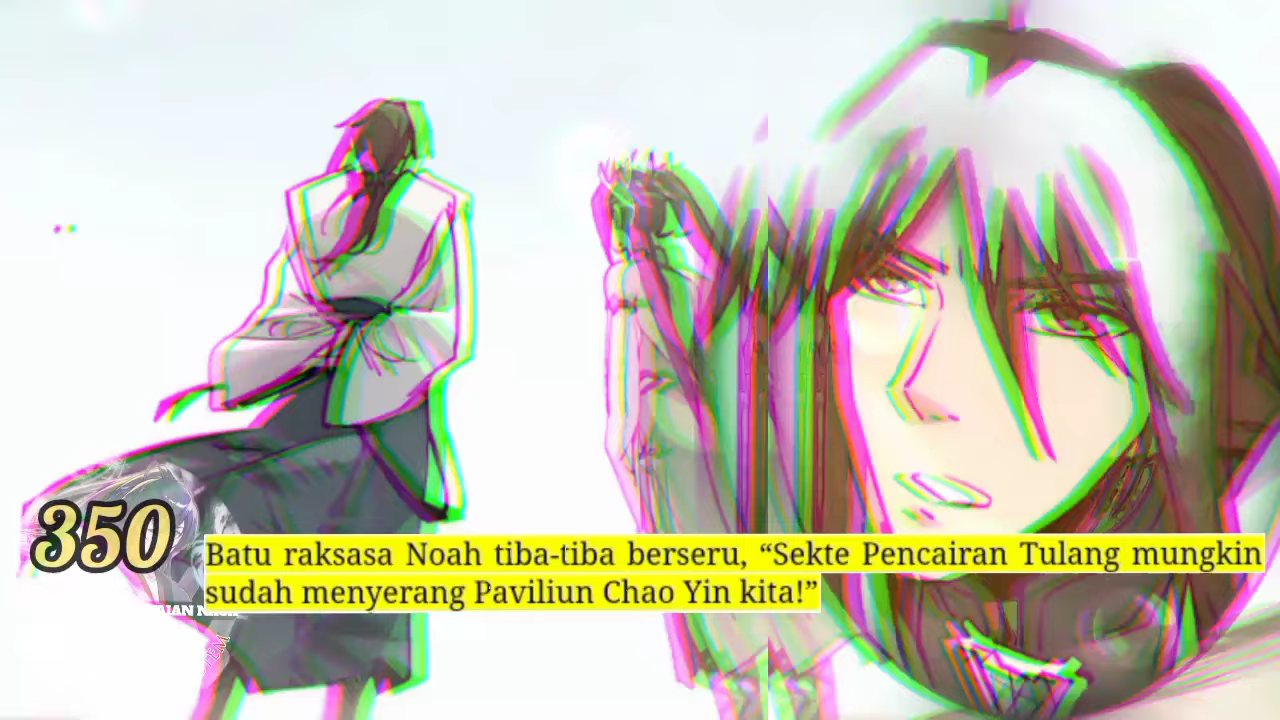 350
Batu raksasa Noah tiba-tiba berseru, “Sekte Pencairan Tulang mungkin
sudah menyerang Paviliun Chao Yin kita!”